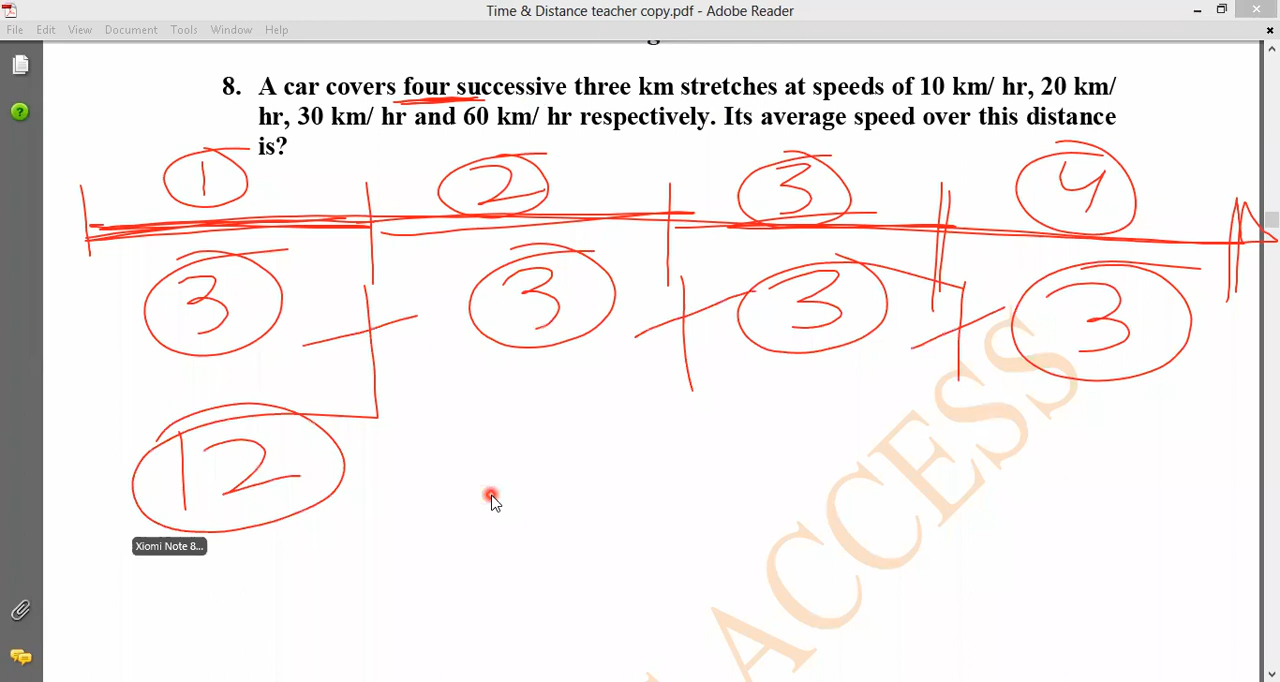 Time & Distance teacher copy.pdf - Adobe Reader
File Edit View Document Tools Window Help
8. A car covers four successive three km stretches at speeds of 10 km/ hr, 20 km/
hr, 30 km/ hr and 60 km/ hr respectively. Its average speed over this distance
is?
1 2 3 4
3 + 3 + 3 + 3
12
Xiomi Note 8...
ACCESS